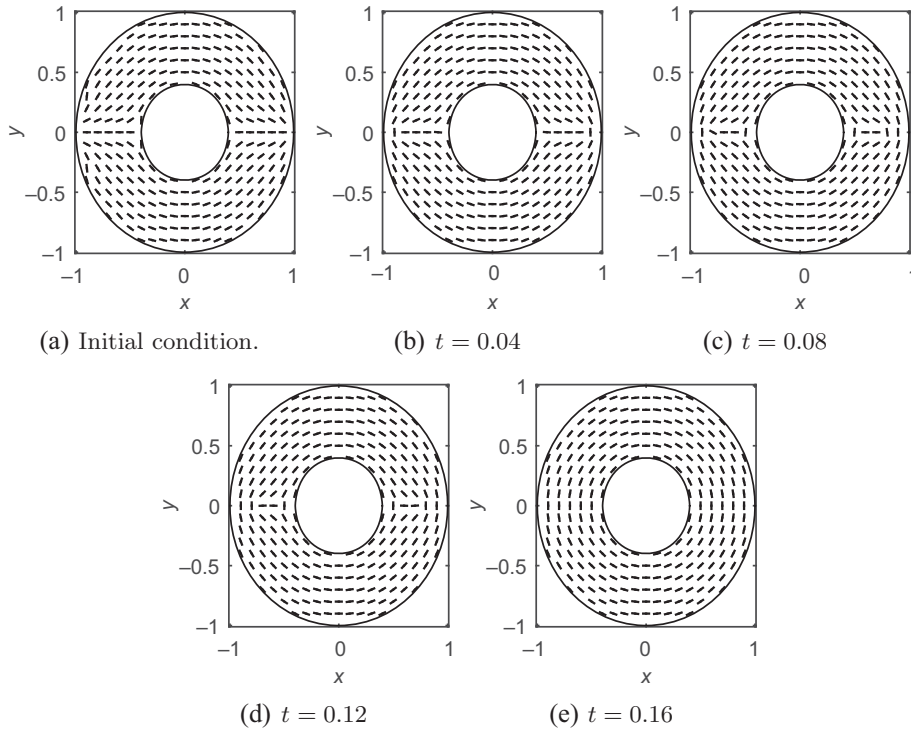 1
0.5
0
–0.5
–1
y
–1 0 1
x
(a) Initial condition.
1
0.5
0
–0.5
–1
y
–1 0 1
x
(b) t = 0.04
1
0.5
0
–0.5
–1
y
–1 0 1
x
(c) t = 0.08
1
0.5
0
–0.5
–1
y
–1 0 1
x
(d) t = 0.12
1
0.5
0
–0.5
–1
y
–1 0 1
x
(e) t = 0.16